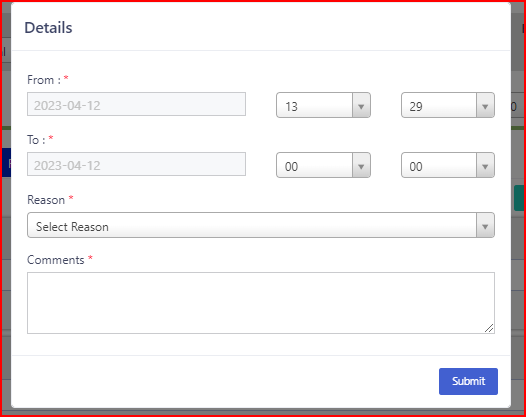 Details
From : *
2023-04-12 13 29
To : *
2023-04-12 00 00
Reason *
Select Reason
Comments *
Submit